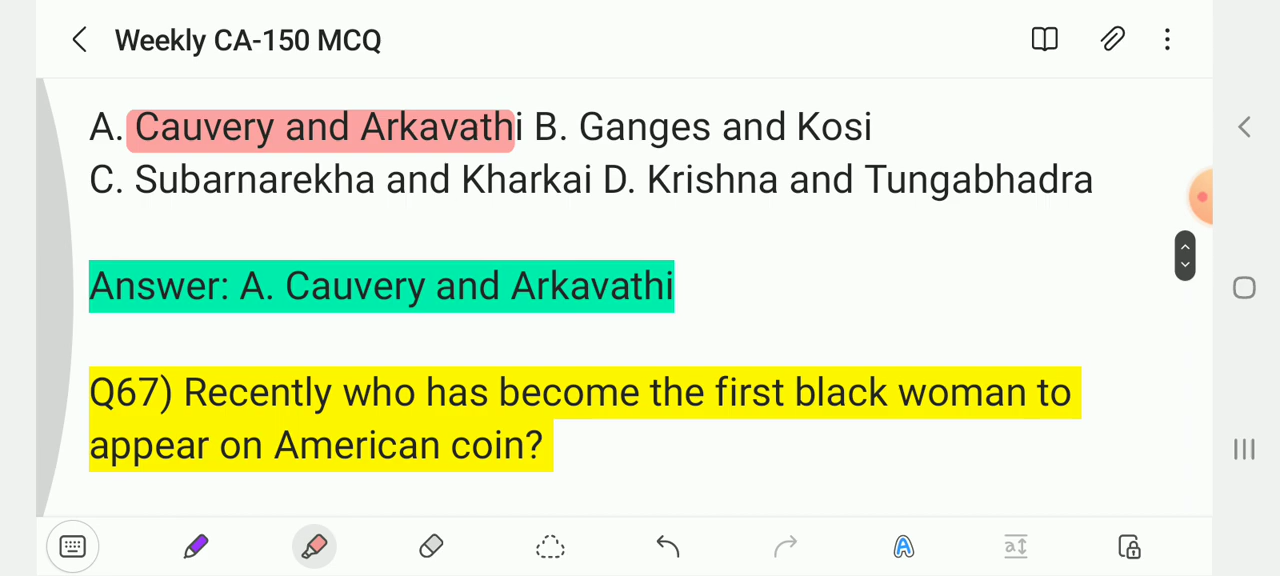 Weekly CA-150 MCQ
A. Cauvery and Arkavathi B. Ganges and Kosi
C. Subarnarekha and Kharkai D. Krishna and Tungabhadra
Answer: A. Cauvery and Arkavathi
Q67) Recently who has become the first black woman to
appear on American coin?